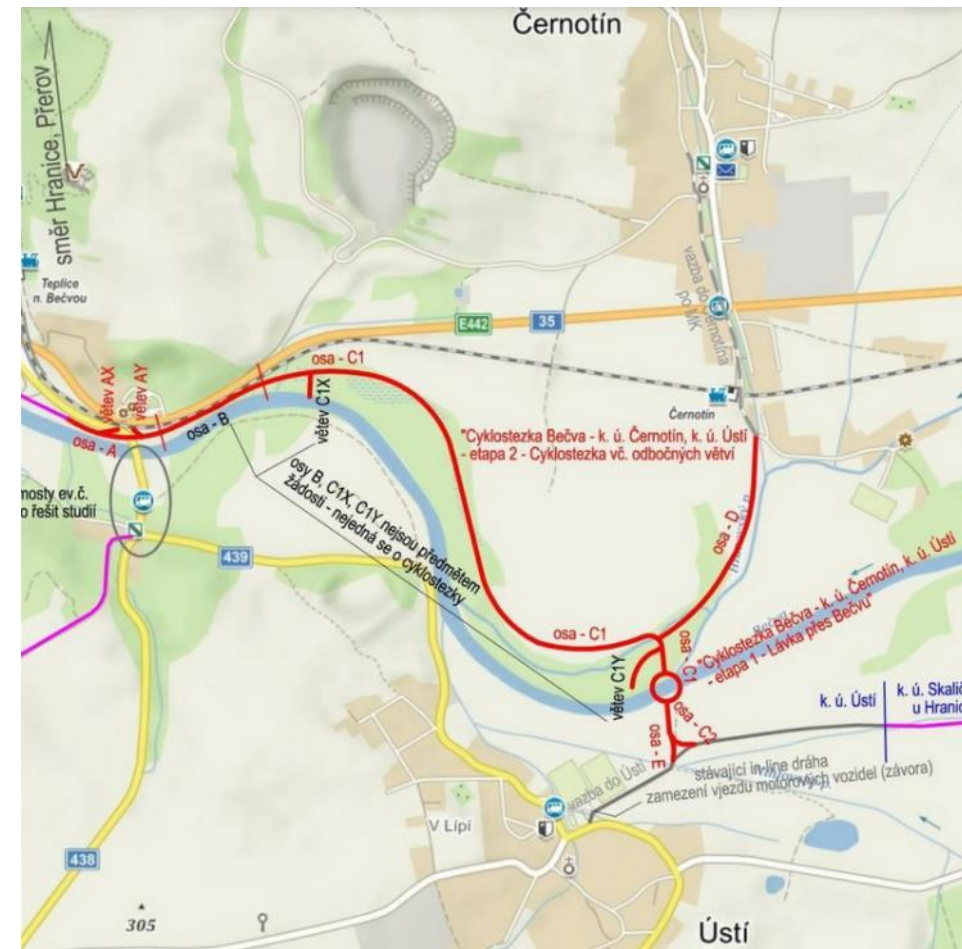 Černotín
směr Hranice, Přerov
Teplice
n. Bečvou
vazba do Černotína
po MK
E442
35
větev AX
větev AY
osa - A
osa - B
osa - C1
větev C1X
Černotín
"Cyklostezka Bečva - k. ú. Černotín, k. ú. Ústí
- etapa 2 - Cyklostezka vč. odbočných větví
osy B, C1X, C1Y nejsou předmětem
žádosti - nejedná se o cyklostezky
mosty ev.č.
o řešit studií
439
osa - D
osa - C1
osa - C1
"Cyklostezka Bečva - k. ú. Černotín, k. ú. Ústí
- etapa 1 - Lávka přes Bečvu"
větev C1Y
k. ú. Ústí
k. ú. Skalič
u Hranic
osa - C2
osa - E
stávající in-line dráha
zamezení vjezdu motorových vozidel (závora)
vazba do Ústí
V Lipí
438
305
Ústí